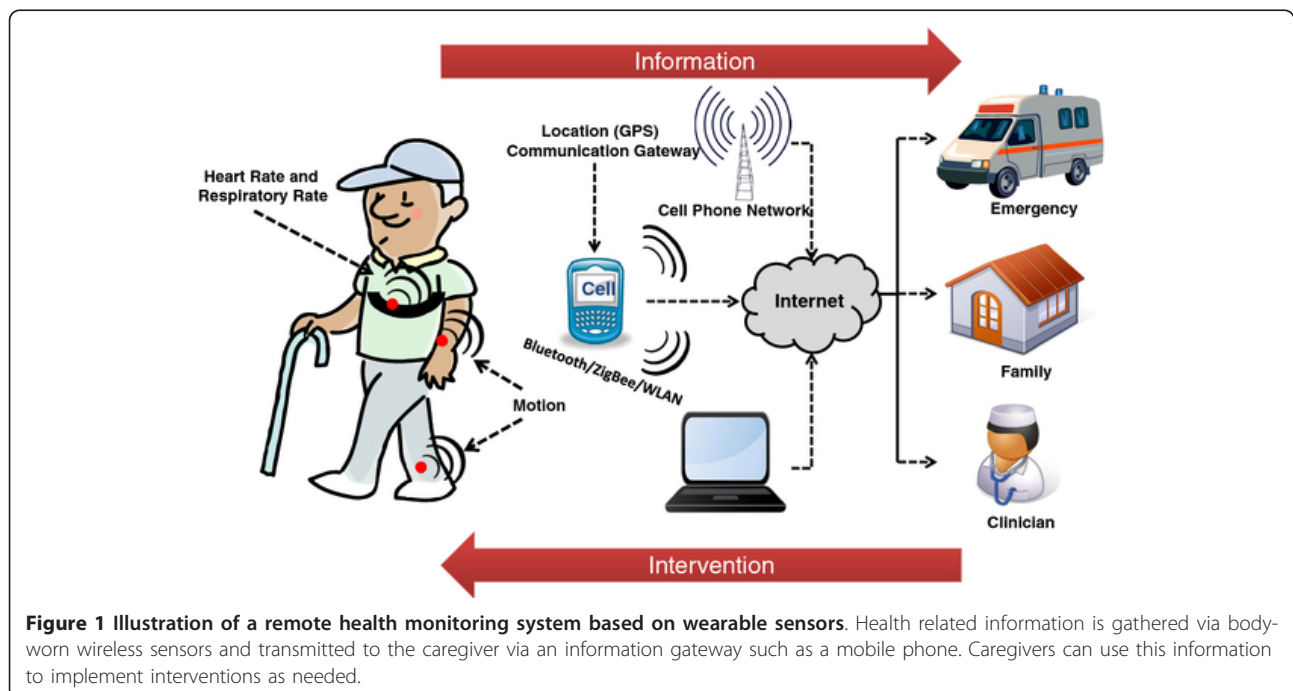 Information
Location (GPS)
Communication Gateway
Heart Rate and
Respiratory Rate
Cell Phone Network
Emergency
Cell
Internet
Bluetooth/ZigBee/WLAN
Family
Motion
Clinician
Intervention
Figure 1 Illustration of a remote health monitoring system based on wearable sensors. Health related information is gathered via body-
worn wireless sensors and transmitted to the caregiver via an information gateway such as a mobile phone. Caregivers can use this information
to implement interventions as needed.